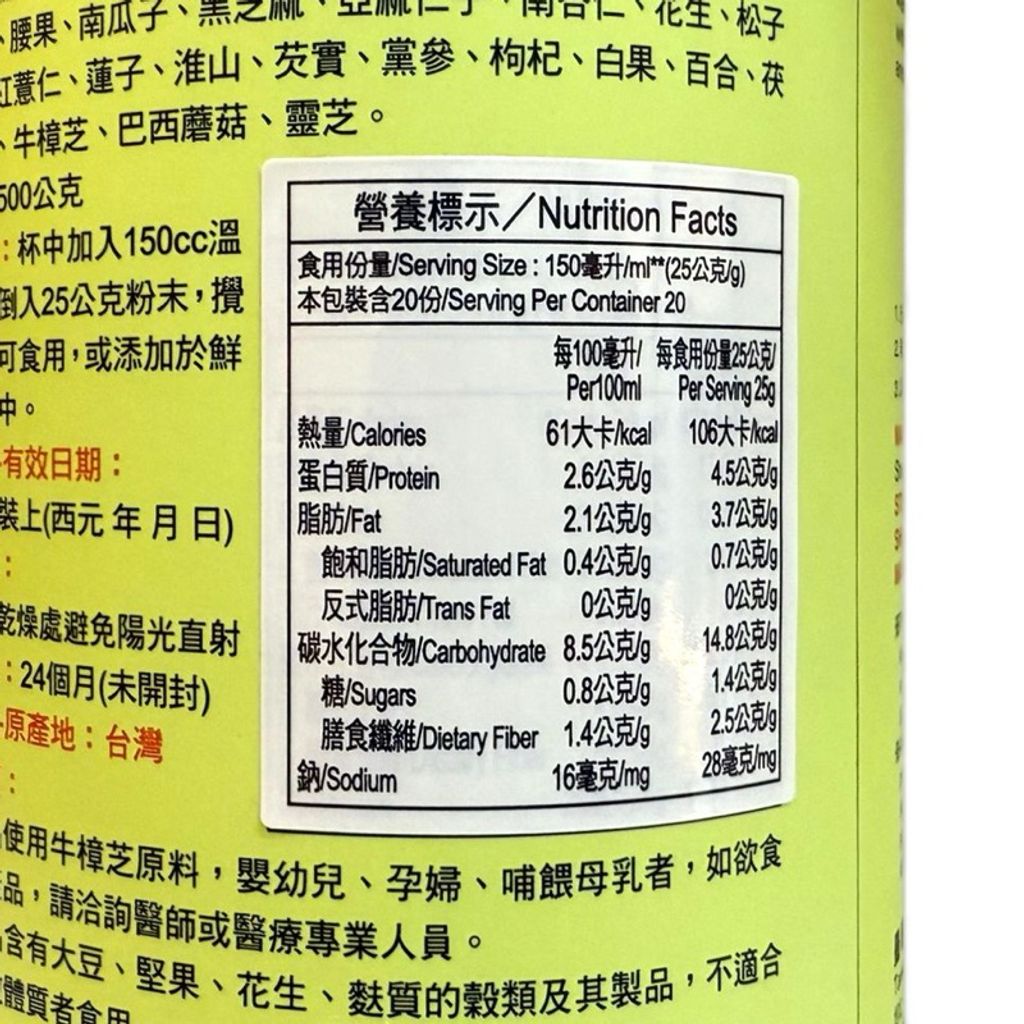 、腰果、南瓜子、黑芝麻、亞麻仁子、南杏仁、花生、松子
紅薏仁、蓮子、淮山、芡實、黨參、枸杞、白果、百合、茯
、牛樟芝、巴西蘑菇、靈芝。
500公克
：杯中加入150cc溫
倒入25公克粉末，攪
可食用，或添加於鮮
中。
有效日期：
裝上(西元 年 月 日)
：
乾燥處避免陽光直射
：24個月(未開封)
原產地：台灣
：
營養標示／Nutrition Facts
食用份量/Serving Size : 150毫升/ml**(25公克/g)
本包裝含20份/Serving Per Container 20
每100毫升/ 每食用份量25公克/
Per100ml Per Serving 25g
熱量/Calories 61大卡/kcal 106大卡/kcal
蛋白質/Protein 2.6公克/g 4.5公克/g
脂肪/Fat 2.1公克/g 3.7公克/g
飽和脂肪/Saturated Fat 0.4公克/g 0.7公克/g
反式脂肪/Trans Fat 0公克/g 0公克/g
碳水化合物/Carbohydrate 8.5公克/g 14.8公克/g
糖/Sugars 0.8公克/g 1.4公克/g
膳食纖維/Dietary Fiber 1.4公克/g 2.5公克/g
鈉/Sodium 16毫克/mg 28毫克/mg
使用牛樟芝原料，嬰幼兒、孕婦、哺餵母乳者，如欲食
品，請洽詢醫師或醫療專業人員。
含有大豆、堅果、花生、麩質的穀類及其製品，不適合
體質者食用